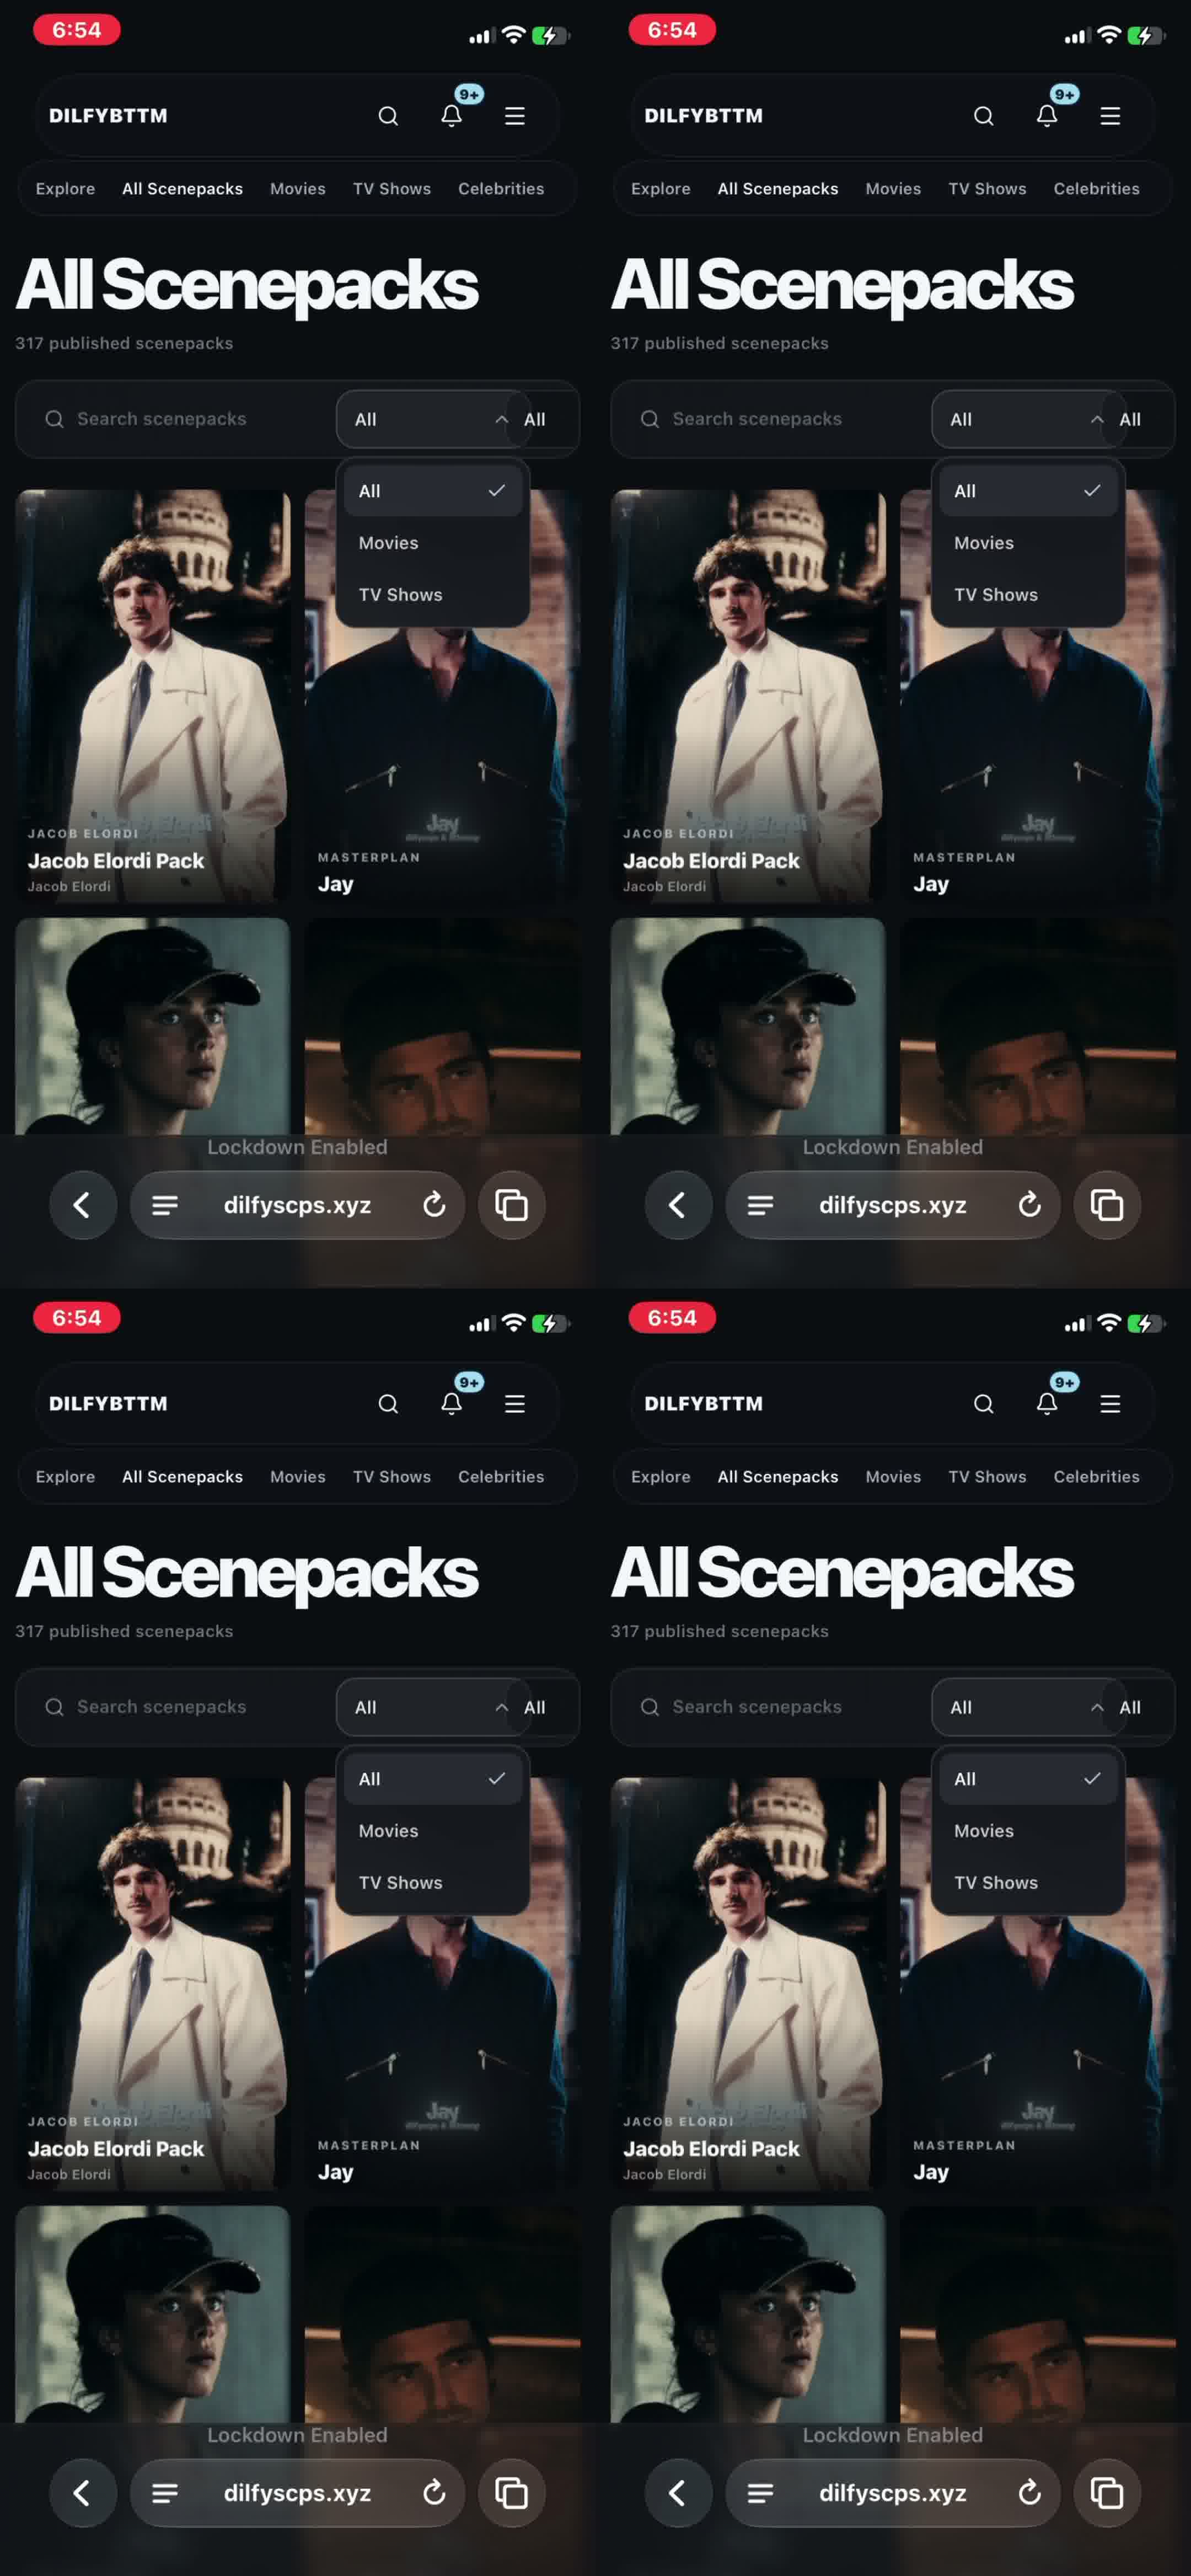 6:54
DILFYBTTM
9+
Explore All Scenepacks Movies TV Shows Celebrities
All Scenepacks
317 published scenepacks
Search scenepacks
All
All
All
Movies
TV Shows
Jay
JACOB ELORDI
Jacob Elordi Pack
Jacob Elordi
MASTERPLAN
Jay
Lockdown Enabled
dilfyscps.xyz
6:54
DILFYBTTM
9+
Explore All Scenepacks Movies TV Shows Celebrities
All Scenepacks
317 published scenepacks
Search scenepacks
All
All
All
Movies
TV Shows
Jay
JACOB ELORDI
Jacob Elordi Pack
Jacob Elordi
MASTERPLAN
Jay
Lockdown Enabled
dilfyscps.xyz
6:54
DILFYBTTM
9+
Explore All Scenepacks Movies TV Shows Celebrities
All Scenepacks
317 published scenepacks
Search scenepacks
All
All
All
Movies
TV Shows
Jay
JACOB ELORDI
Jacob Elordi Pack
Jacob Elordi
MASTERPLAN
Jay
Lockdown Enabled
dilfyscps.xyz
6:54
DILFYBTTM
9+
Explore All Scenepacks Movies TV Shows Celebrities
All Scenepacks
317 published scenepacks
Search scenepacks
All
All
All
Movies
TV Shows
Jay
JACOB ELORDI
Jacob Elordi Pack
Jacob Elordi
MASTERPLAN
Jay
Lockdown Enabled
dilfyscps.xyz